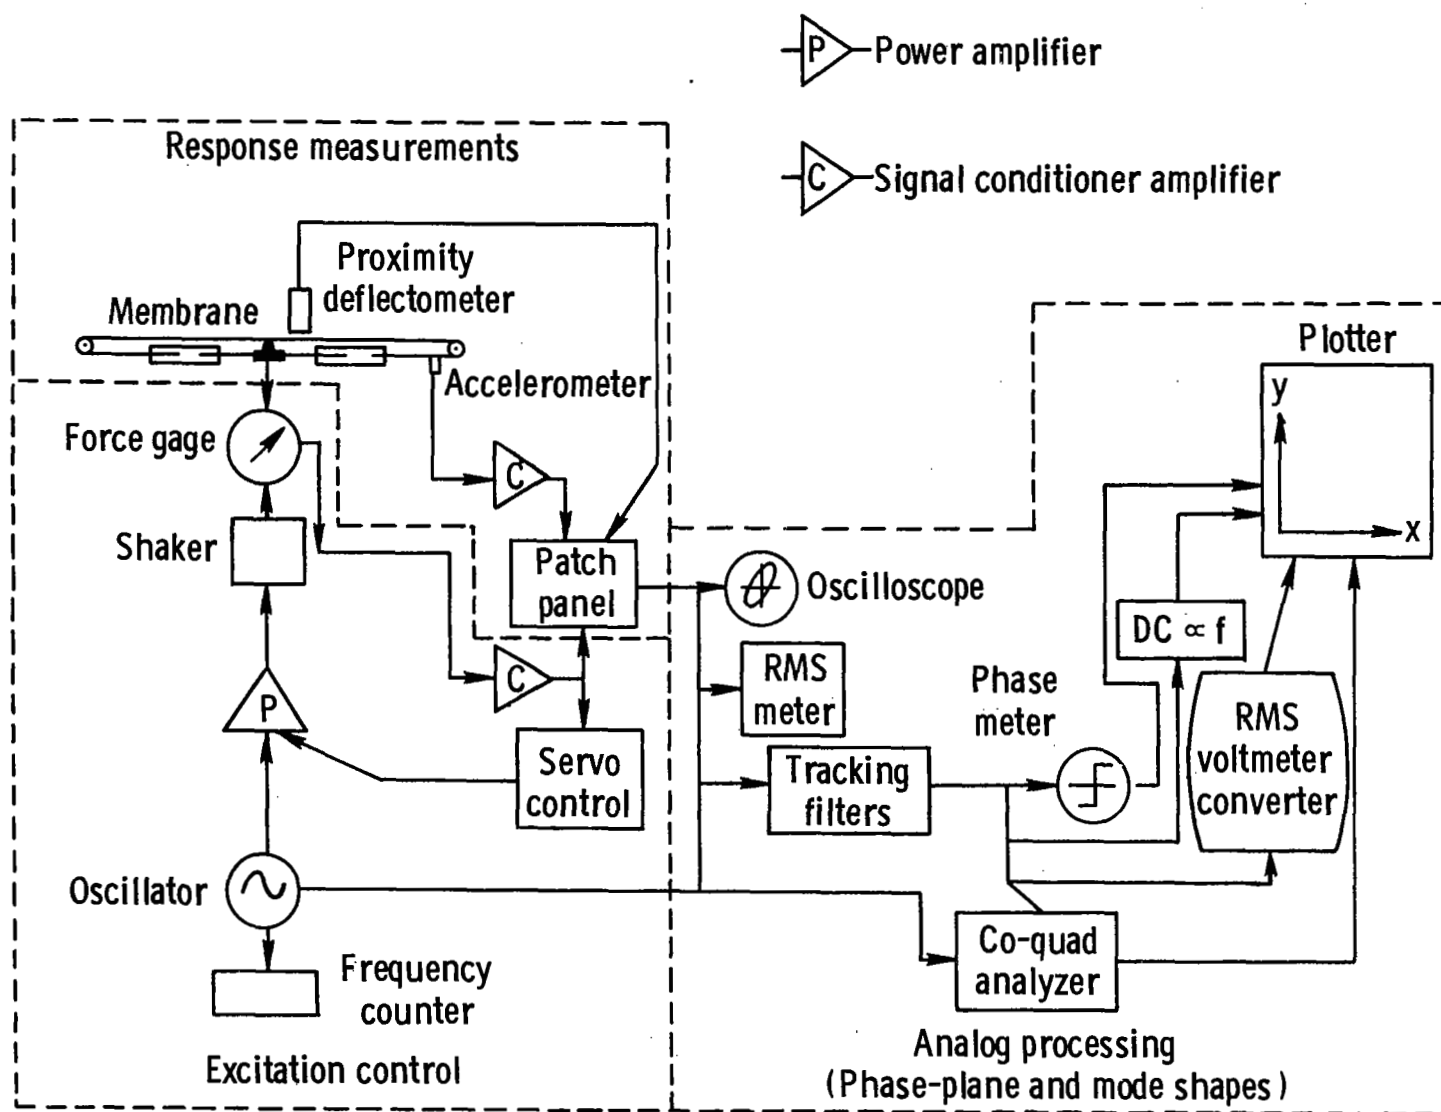 P
Power amplifier
C
Signal conditioner amplifier
Response measurements
Proximity
deflectometer
Membrane
Accelerometer
Force gage
C
Shaker
Patch
panel
Oscilloscope
P
C
Servo
control
RMS
meter
Tracking
filters
Phase
meter
Plotter
y
x
DC ∝ f
RMS
voltmeter
converter
Oscillator
Frequency
counter
Co-quad
analyzer
Excitation control
Analog processing
(Phase-plane and mode shapes)